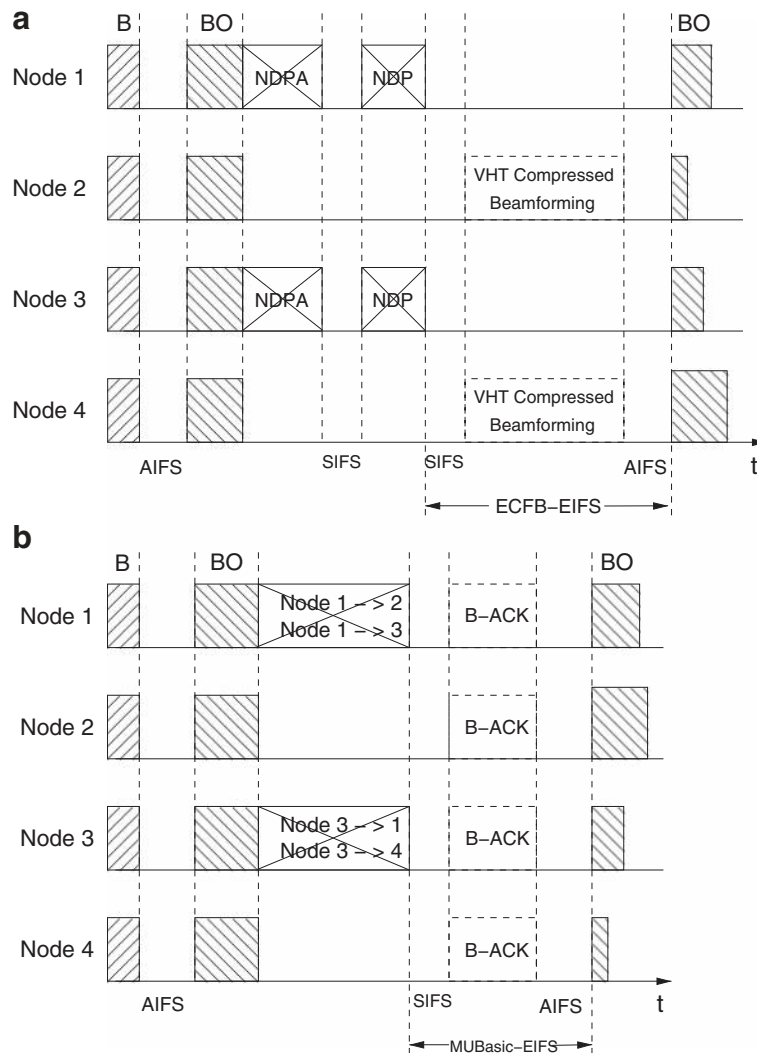 a
B BO BO
Node 1 NDPA NDP
Node 2 VHT Compressed
Beamforming
Node 3 NDPA NDP
Node 4 VHT Compressed
Beamforming
AIFS SIFS SIFS AIFS t
ECFB-EIFS
b
B BO BO
Node 1 Node 1 - > 2 B-ACK
Node 1 - > 3
Node 2 B-ACK
Node 3 Node 3 - > 1 B-ACK
Node 3 - > 4
Node 4 B-ACK
AIFS SIFS AIFS t
MUBasic-EIFS